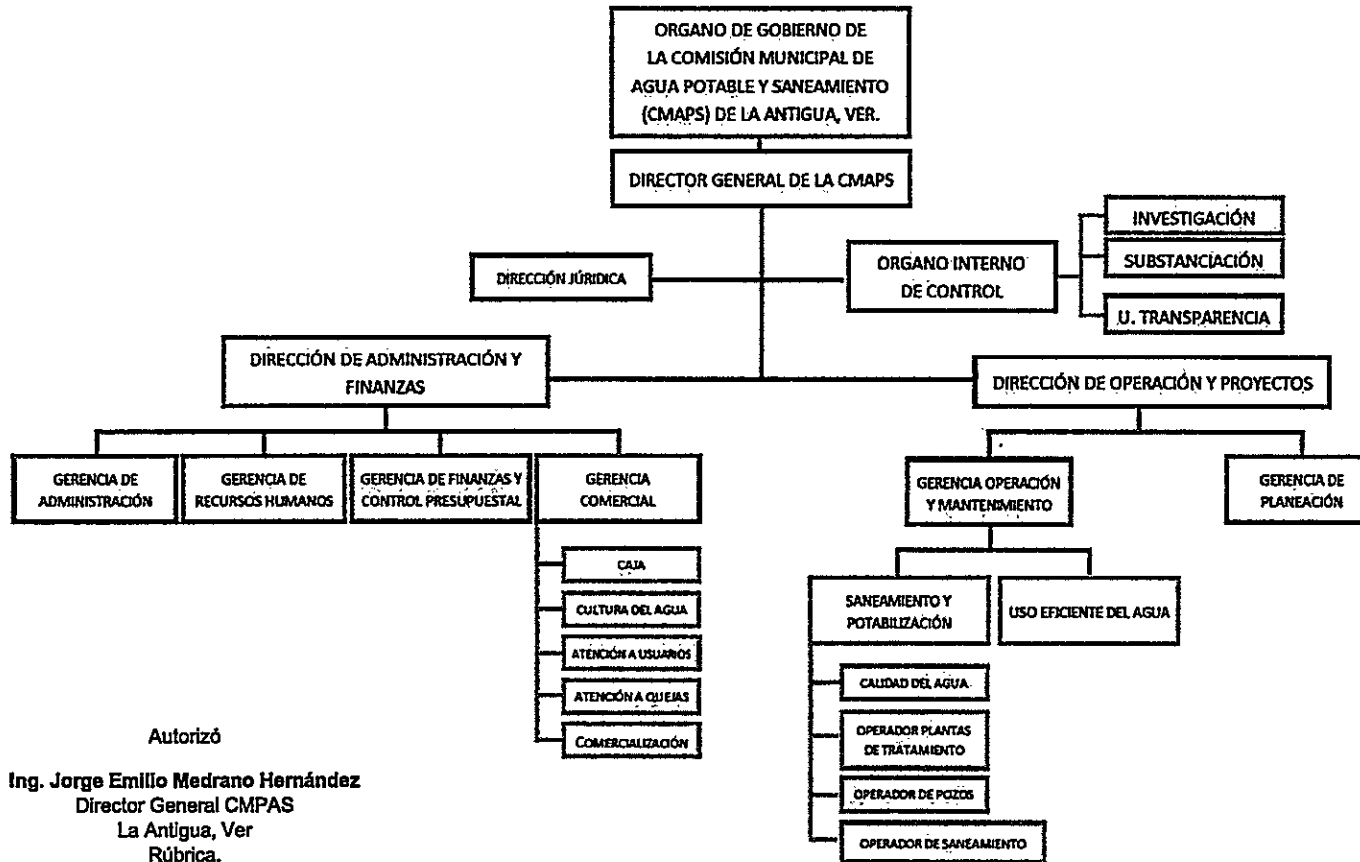 ORGANO DE GOBIERNO DE
LA COMISIÓN MUNICIPAL DE
AGUA POTABLE Y SANEAMIENTO
(CMAPS) DE LA ANTIGUA, VER.
DIRECTOR GENERAL DE LA CMAPS
DIRECCIÓN JÚRIDICA
ORGANO INTERNO
DE CONTROL
INVESTIGACIÓN
SUBSTANCIACIÓN
U. TRANSPARENCIA
DIRECCIÓN DE ADMINISTRACIÓN Y
FINANZAS
DIRECCIÓN DE OPERACIÓN Y PROYECTOS
GERENCIA DE
ADMINISTRACIÓN
GERENCIA DE
RECURSOS HUMANOS
GERENCIA DE FINANZAS Y
CONTROL PRESUPUESTAL
GERENCIA
COMERCIAL
GERENCIA OPERACIÓN
Y MANTENIMIENTO
GERENCIA DE
PLANEACIÓN
CAJA
CULTURA DEL AGUA
ATENCIÓN A USUARIOS
ATENCIÓN A QUEJAS
COMERCIALIZACIÓN
SANEAMIENTO Y
POTABILIZACIÓN
USO EFICIENTE DEL AGUA
CALIDAD DEL AGUA
OPERADOR PLANTAS
DE TRATAMIENTO
OPERADOR DE POZOS
OPERADOR DE SANEAMIENTO
Autorizó
Ing. Jorge Emilio Medrano Hernández
Director General CMPAS
La Antigua, Ver
Rúbrica.